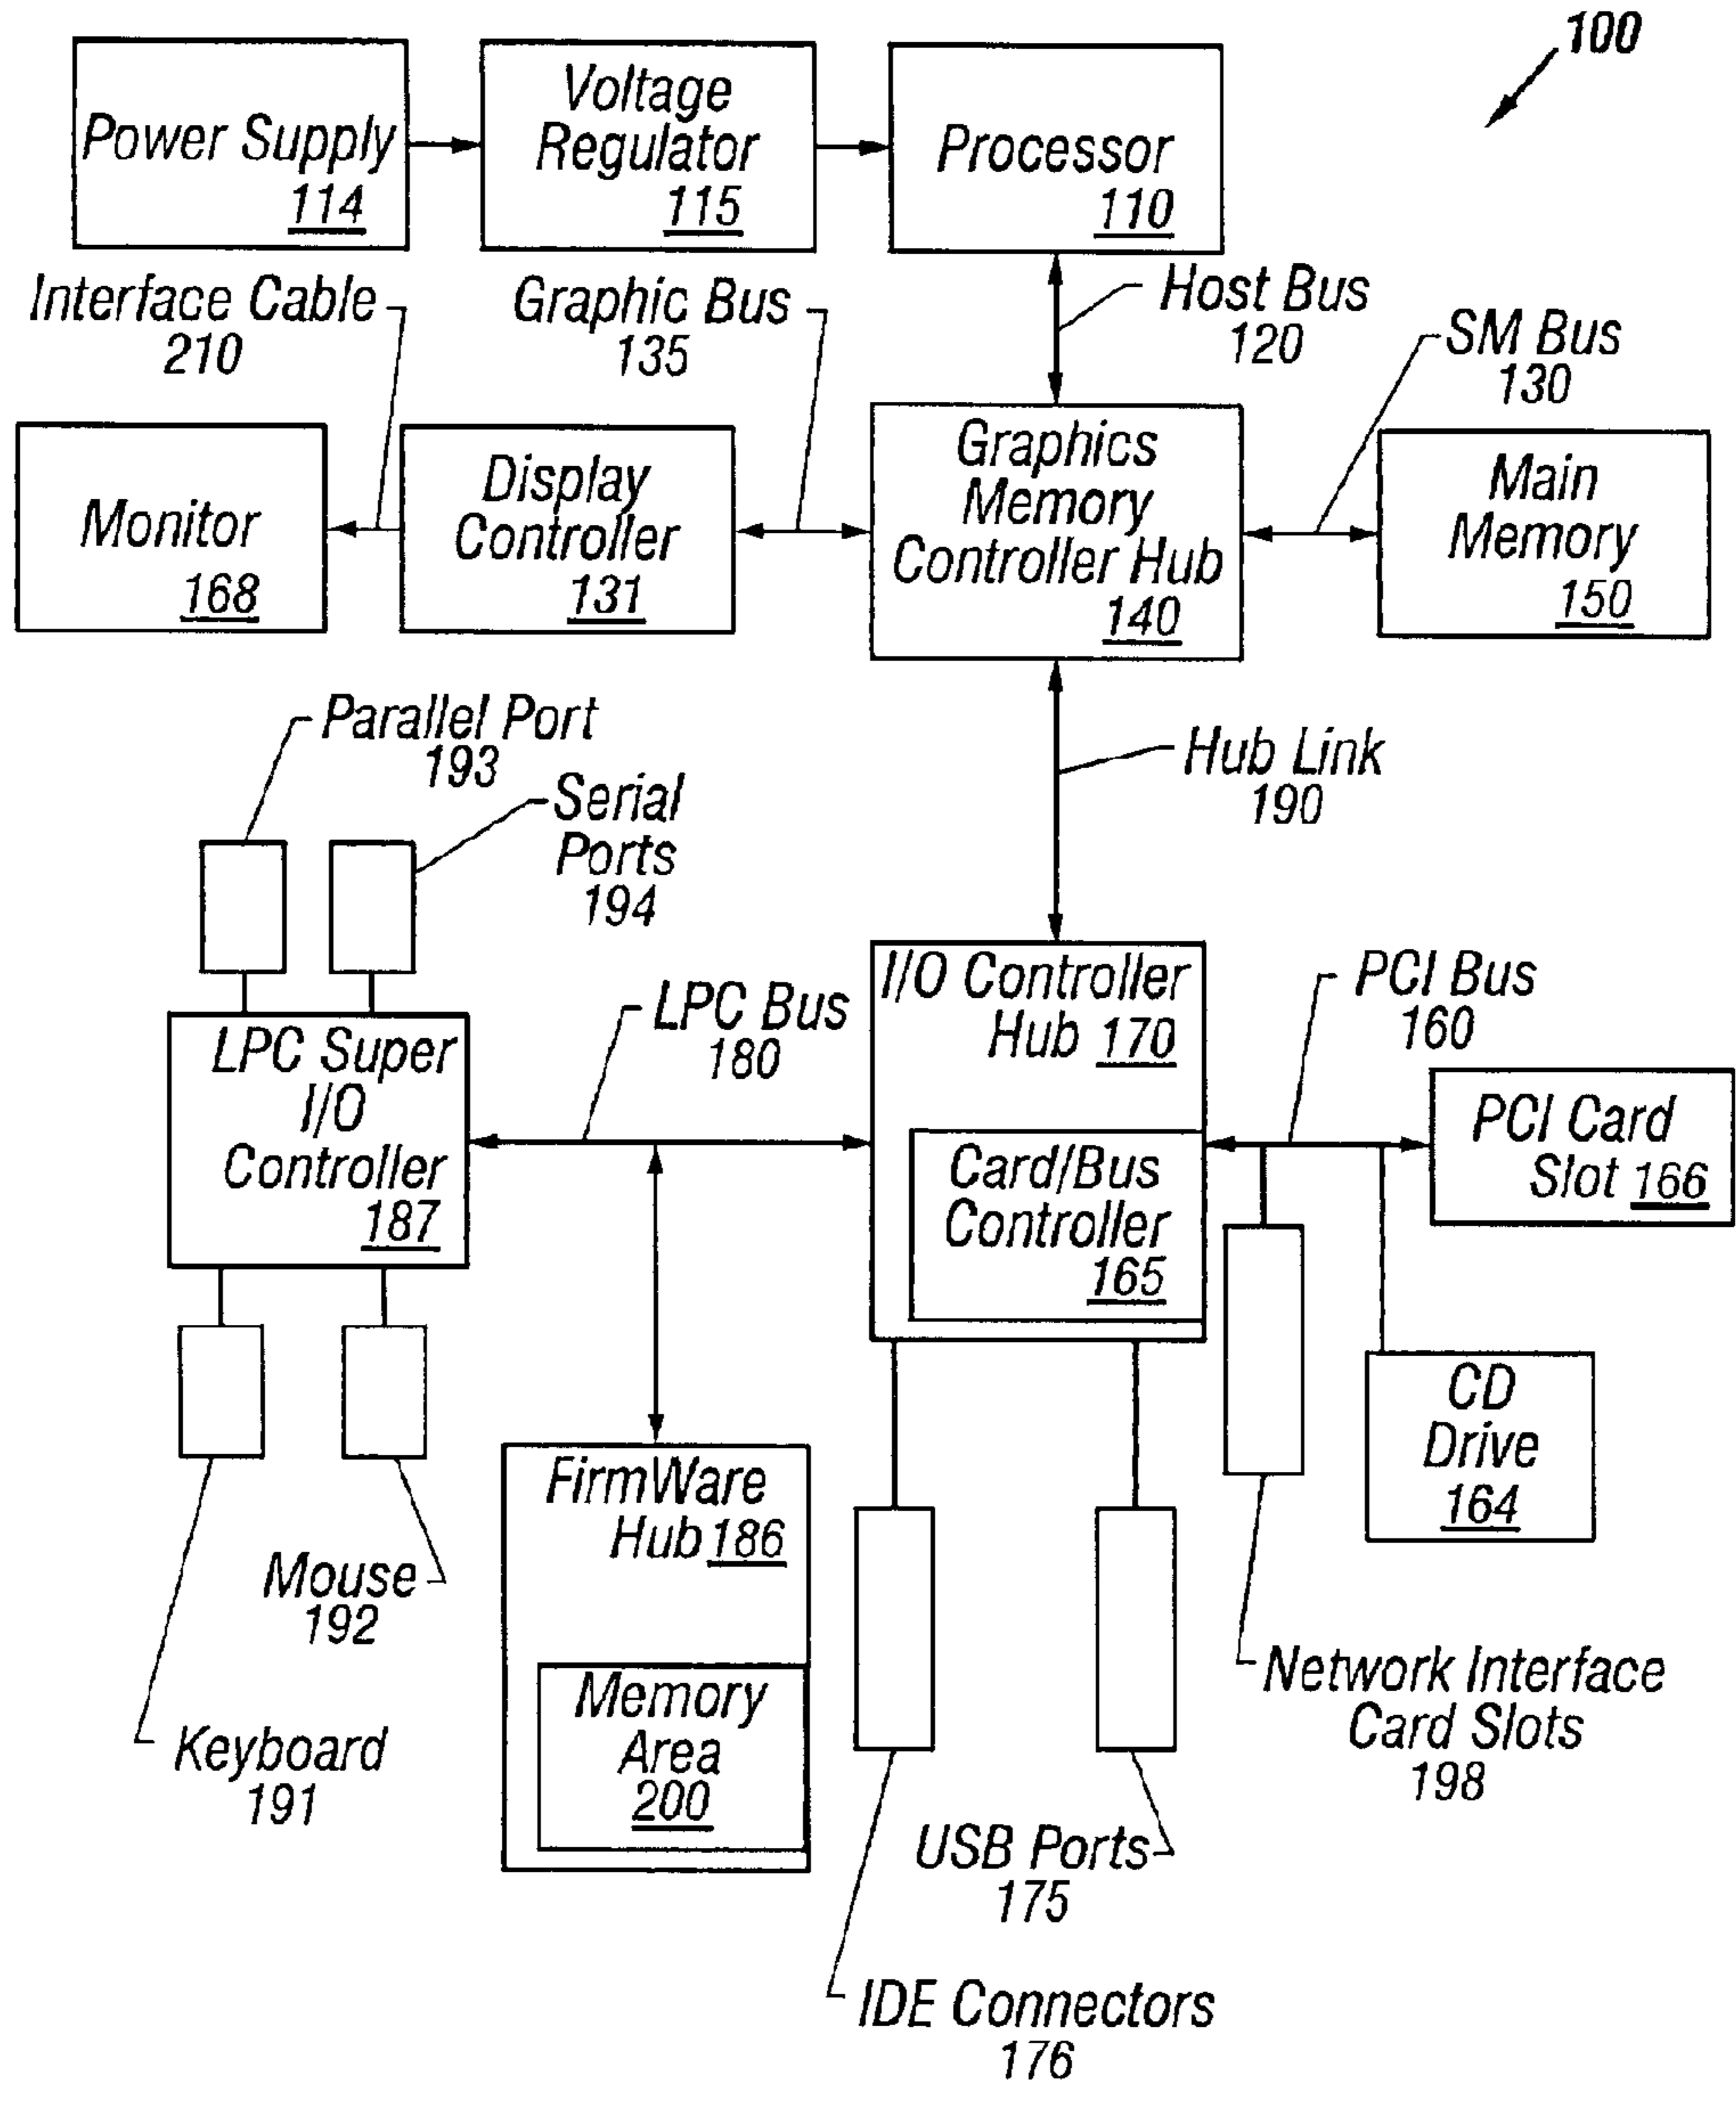 100
Power Supply
114
Voltage
Regulator
115
Processor
110
Interface Cable
210
Graphic Bus
135
Host Bus
120
SM Bus
130
Monitor
168
Display
Controller
131
Graphics
Memory
Controller Hub
140
Main
Memory
150
Parallel Port
193
Serial
Ports
194
Hub Link
190
LPC Super
I/O
Controller
187
LPC Bus
180
I/O Controller
Hub 170
Card/Bus
Controller
165
PCI Bus
160
PCI Card
Slot 166
CD
Drive
164
FirmWare
Hub 186
Memory
Area
200
Mouse
192
Keyboard
191
Network Interface
Card Slots
198
USB Ports
175
IDE Connectors
176